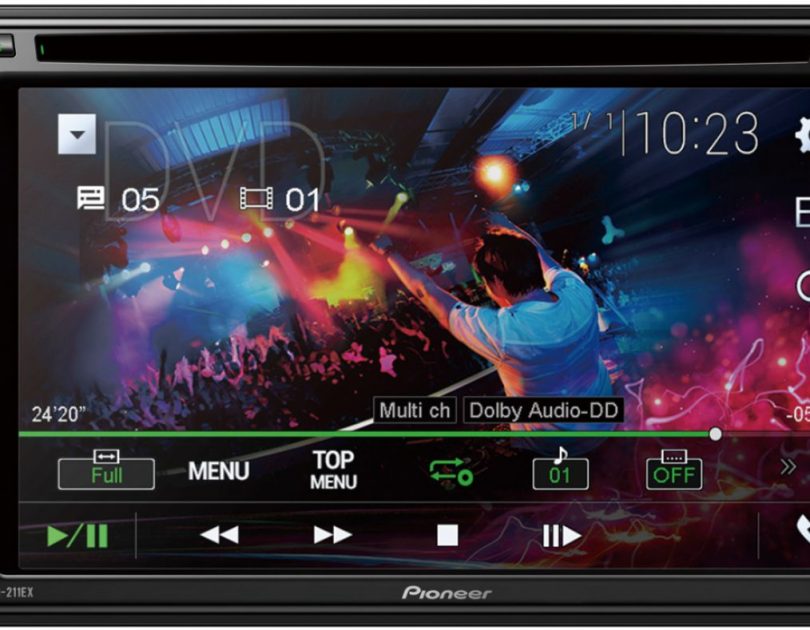 DVD
1/ 1
10:23
05
01
24'20"
Multi ch
Dolby Audio-DD
-05
Full
MENU
TOP
MENU
01
OFF
-211EX
Pioneer